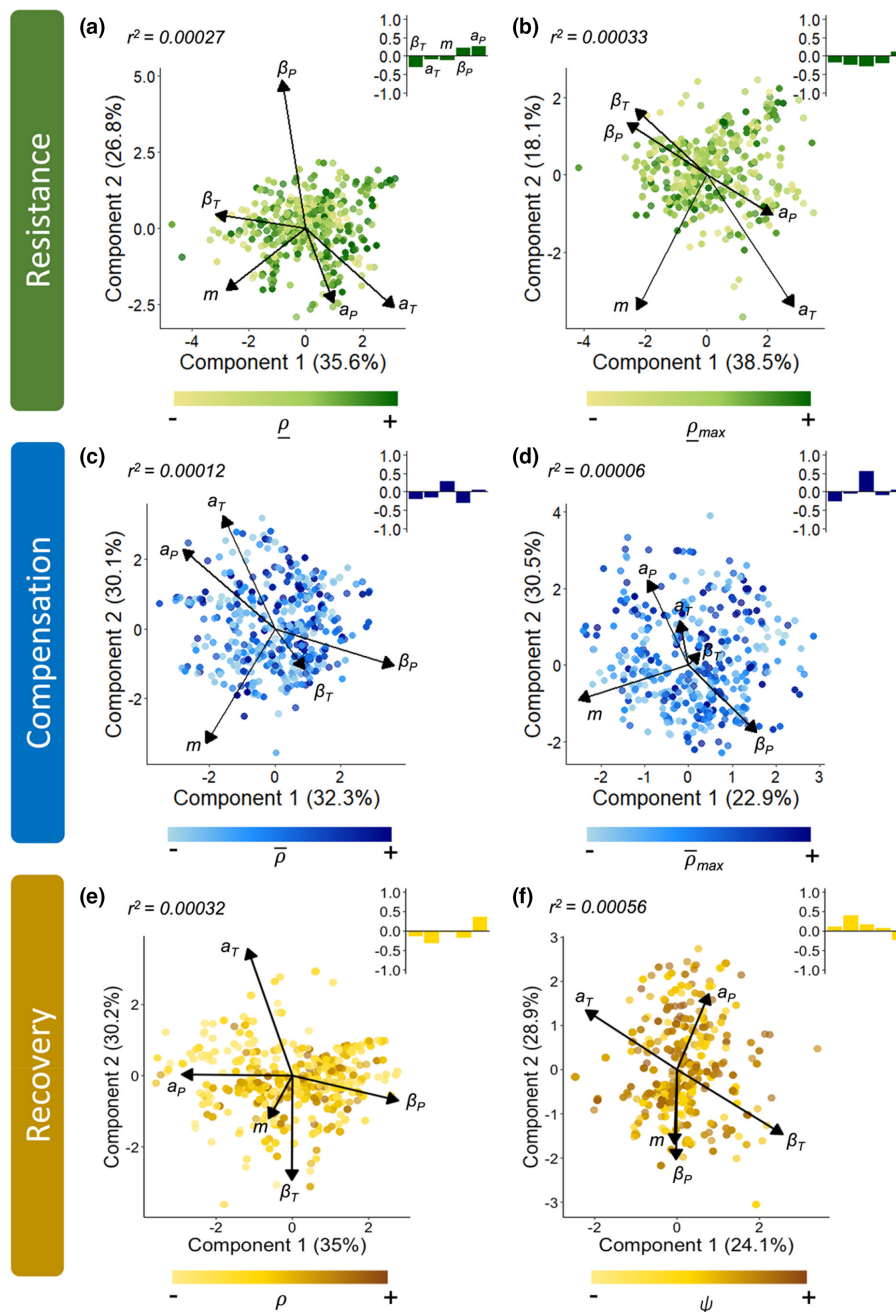 Resistance
(a)
r² = 0.00027
1.0
0.5
0.0
-0.5
-1.0
β_T a_T m β_P a_P
Component 2 (26.8%)
5.0
2.5
0.0
-2.5
β_P
β_T
m
a_P
a_T
-4 -2 0 2
Component 1 (35.6%)
- ρ +
(b)
r² = 0.00033
1.0
0.5
0.0
-0.5
-1.0
Component 2 (18.1%)
2
0
-2
β_T
β_P
a_P
m
a_T
-4 -2 0 2
Component 1 (38.5%)
- ρ_max +
Compensation
(c)
r² = 0.00012
1.0
0.5
0.0
-0.5
-1.0
Component 2 (30.1%)
2
0
-2
a_T
a_P
β_P
β_T
m
-2 0 2
Component 1 (32.3%)
- ρ̅ +
(d)
r² = 0.00006
1.0
0.5
0.0
-0.5
-1.0
Component 2 (30.5%)
4
2
0
-2
a_P
a_T
β_T
m
β_P
-2 -1 0 1 2 3
Component 1 (22.9%)
- ρ̅_max +
Recovery
(e)
r² = 0.00032
1.0
0.5
0.0
-0.5
-1.0
Component 2 (30.2%)
2
0
-2
a_T
a_P
β_P
m
β_T
-2 0 2
Component 1 (35%)
- ρ +
(f)
r² = 0.00056
1.0
0.5
0.0
-0.5
-1.0
Component 2 (28.9%)
3
2
1
0
-1
-2
-3
a_P
a_T
β_T
m
β_P
-2 0 2
Component 1 (24.1%)
- ψ +